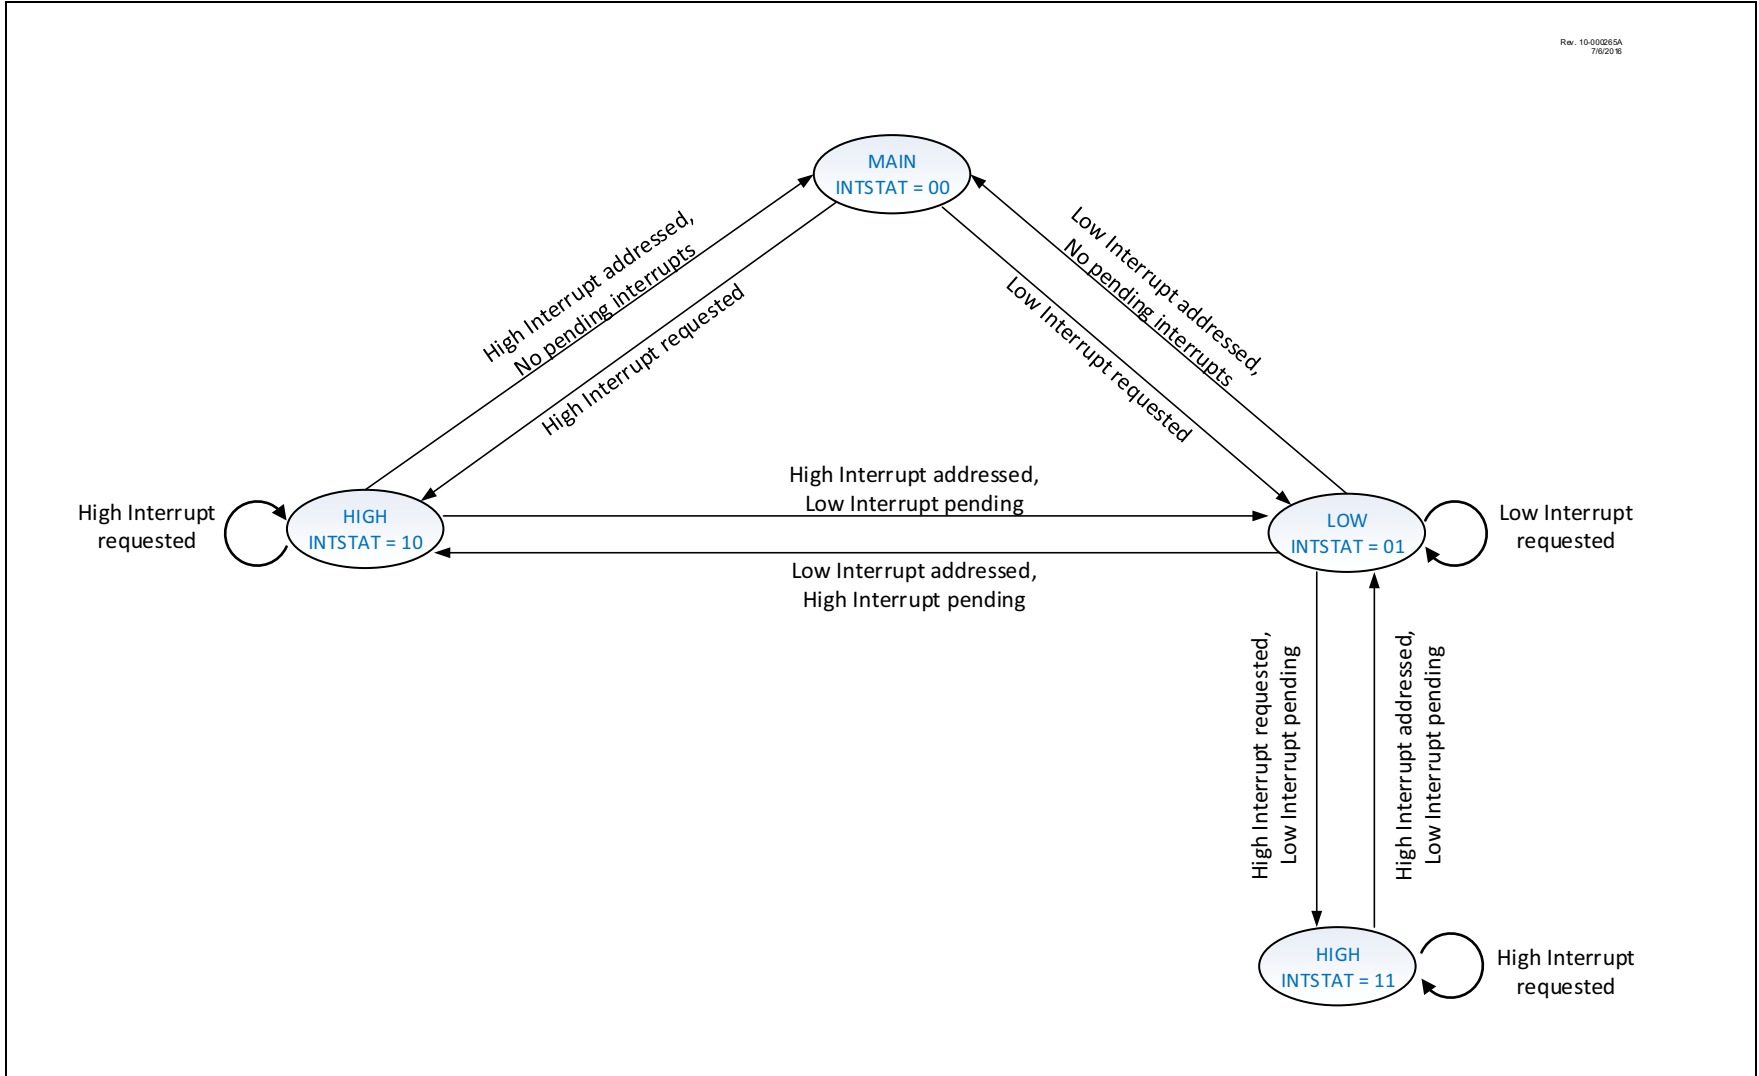 Rev. 10-000265A
7/6/2016
MAIN
INTSTAT = 00
High Interrupt addressed,
No pending interrupts
High Interrupt requested
Low Interrupt addressed,
No pending interrupts
Low Interrupt requested
High Interrupt
requested
HIGH
INTSTAT = 10
High Interrupt addressed,
Low Interrupt pending
Low Interrupt addressed,
High Interrupt pending
LOW
INTSTAT = 01
Low Interrupt
requested
High Interrupt requested,
Low Interrupt pending
High Interrupt addressed,
Low Interrupt pending
HIGH
INTSTAT = 11
High Interrupt
requested